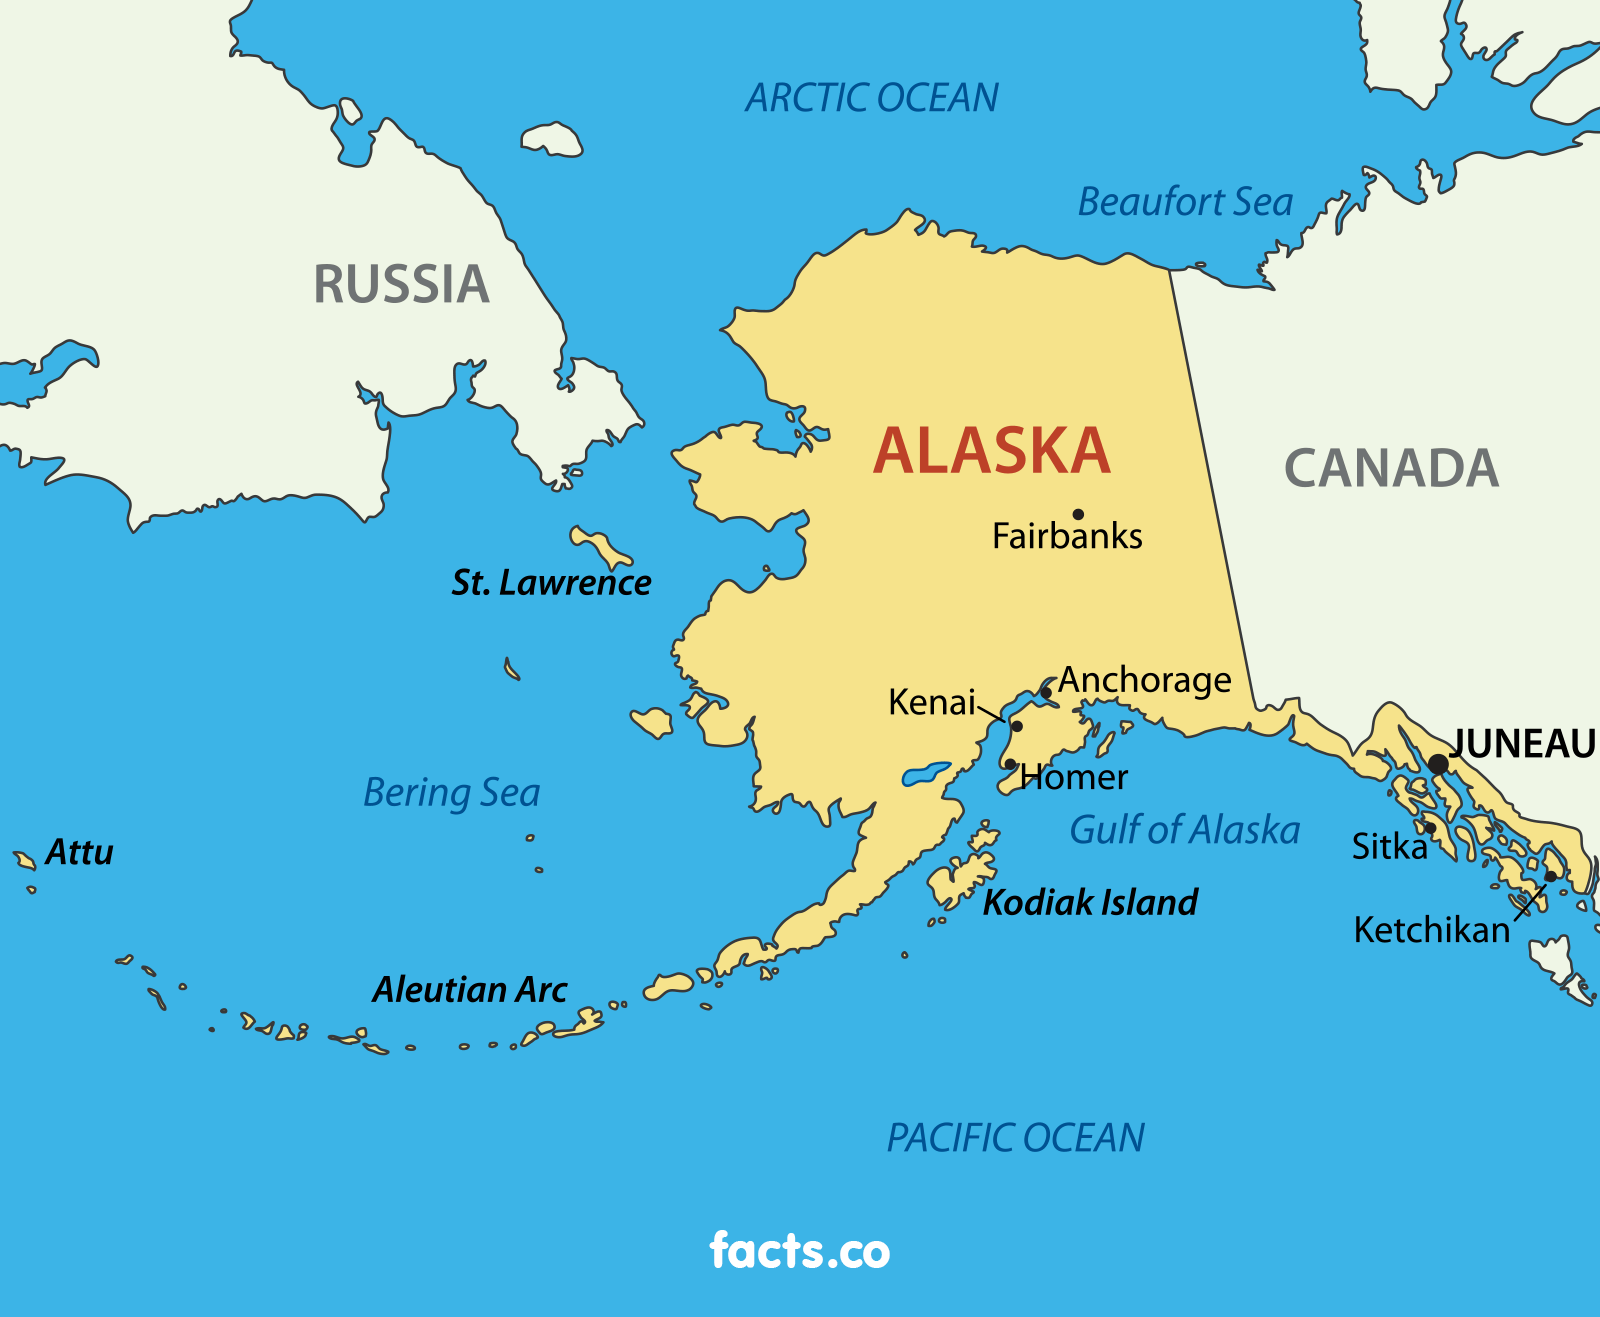 ARCTIC OCEAN
Beaufort Sea
RUSSIA
ALASKA
CANADA
Fairbanks
St. Lawrence
Anchorage
Kenai
JUNEAU
Homer
Bering Sea
Gulf of Alaska
Sitka
Attu
Kodiak Island
Ketchikan
Aleutian Arc
PACIFIC OCEAN
facts.co